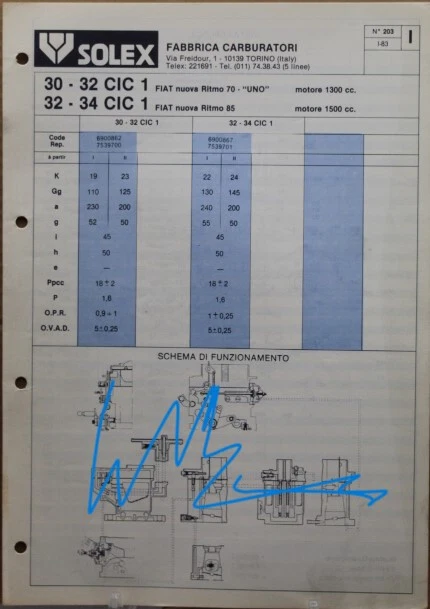 SOLEX
FABBRICA CARBURATORI
Via Freidour, 1 - 10139 TORINO (Italy)
Telex: 221691 - Tel. (011) 74.38.43 (5 linee)
N° 203
I-83
I
30 - 32 CIC 1 FIAT nuova Ritmo 70 - "UNO" motore 1300 cc.
32 - 34 CIC 1 FIAT nuova Ritmo 85 motore 1500 cc.
30 - 32 CIC 1 32 - 34 CIC 1
Code 6900862 6900867
Rep. 7539700 7539701
à partir I II I II
K 19 23 22 24
Gg 110 125 130 145
a 230 200 240 200
g 52 50 55 50
i 45 45
h 50 50
e — —
Ppcc 18 ± 2 18 ± 2
P 1,6 1,6
O.P.R. 0,9 ÷ 1 1 ± 0,25
O.V.A.D. 5±0,25 5±0,25
SCHEMA DI FUNZIONAMENTO